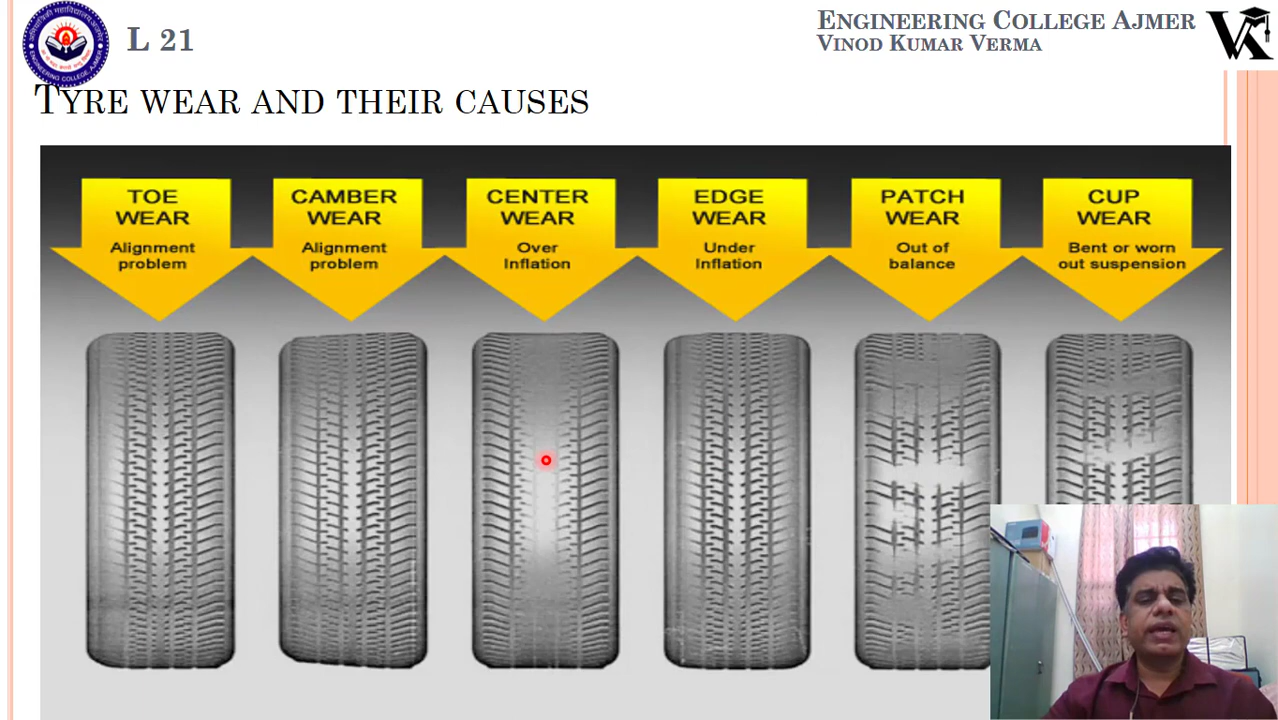 L 21
ENGINEERING COLLEGE AJMER
VINOD KUMAR VERMA
VK
TYRE WEAR AND THEIR CAUSES
TOE
WEAR
Alignment
problem
CAMBER
WEAR
Alignment
problem
CENTER
WEAR
Over
Inflation
EDGE
WEAR
Under
Inflation
PATCH
WEAR
Out of
balance
CUP
WEAR
Bent or worn
out suspension